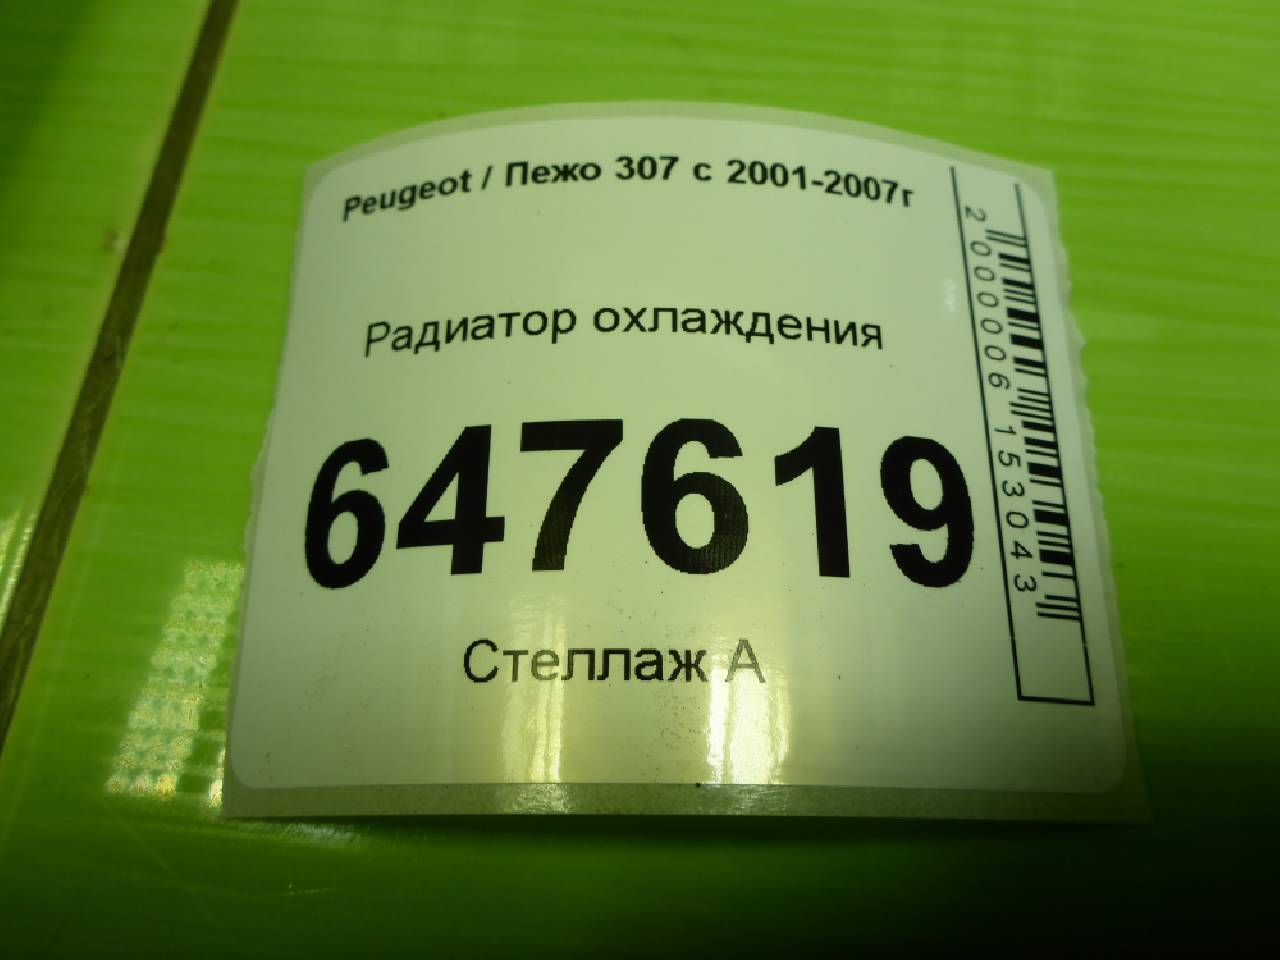 Peugeot / Пежо 307 с 2001-2007г
Радиатор охлаждения
647619
Стеллаж А
2000006153043